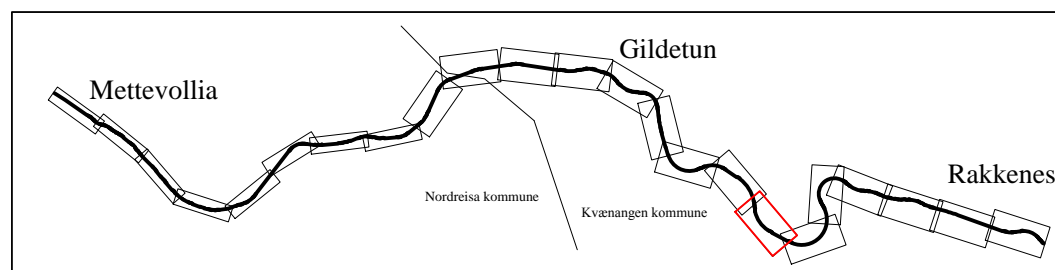 Gildetun
Mettevollia
Rakkenes
Nordreisa kommune
Kvænangen kommune